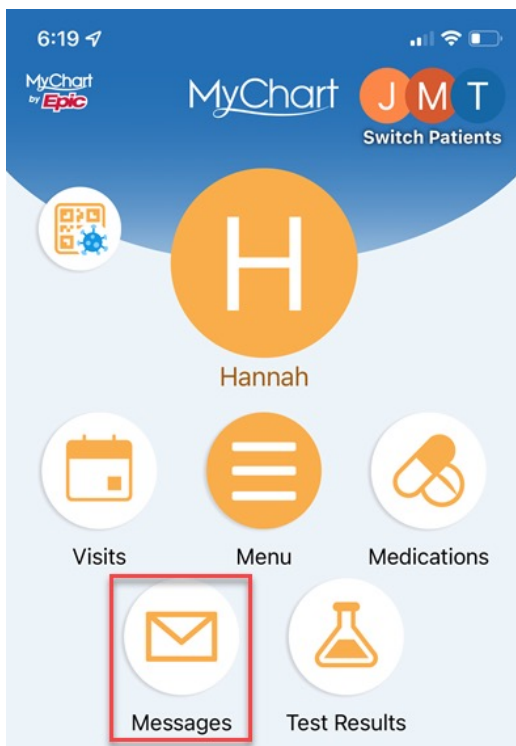 6:19
MyChart
by Epic
MyChart
J M T
Switch Patients
H
Hannah
Visits Menu Medications
Messages Test Results